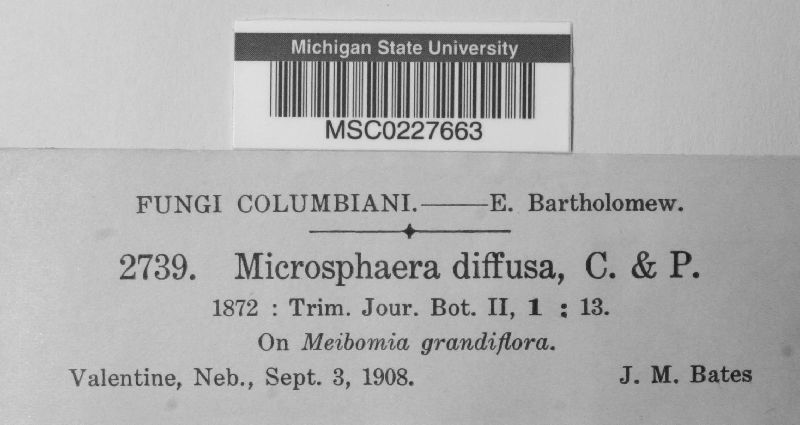 Michigan State University
MSC0227663
FUNGI COLUMBIANI.——E. Bartholomew.
2739. Microsphaera diffusa, C. & P.
1872 : Trim. Jour. Bot. II, 1 : 13.
On Meibomia grandiflora.
Valentine, Neb., Sept. 3, 1908. J. M. Bates